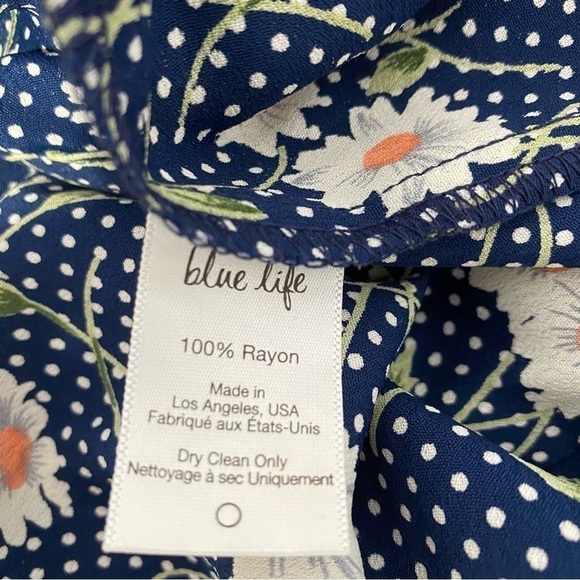 blue life
100% Rayon
Made in
Los Angeles, USA
Fabriqué aux États-Unis
Dry Clean Only
Nettoyage à sec Uniquement